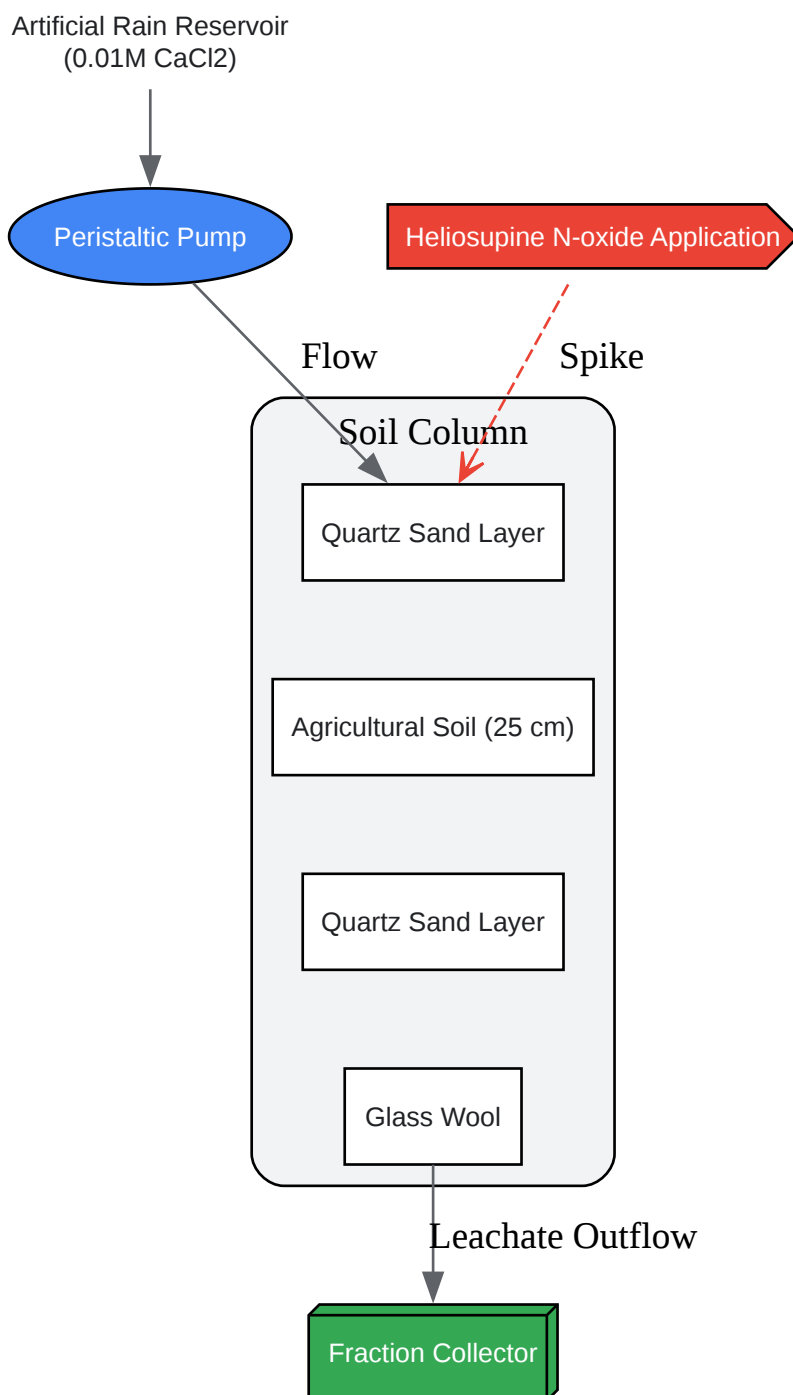 Artificial Rain Reservoir
(0.01M CaCl2)
Peristaltic Pump
Heliosupine N-oxide Application
Flow
Spike
Soil Column
Quartz Sand Layer
Agricultural Soil (25 cm)
Quartz Sand Layer
Glass Wool
Leachate Outflow
Fraction Collector